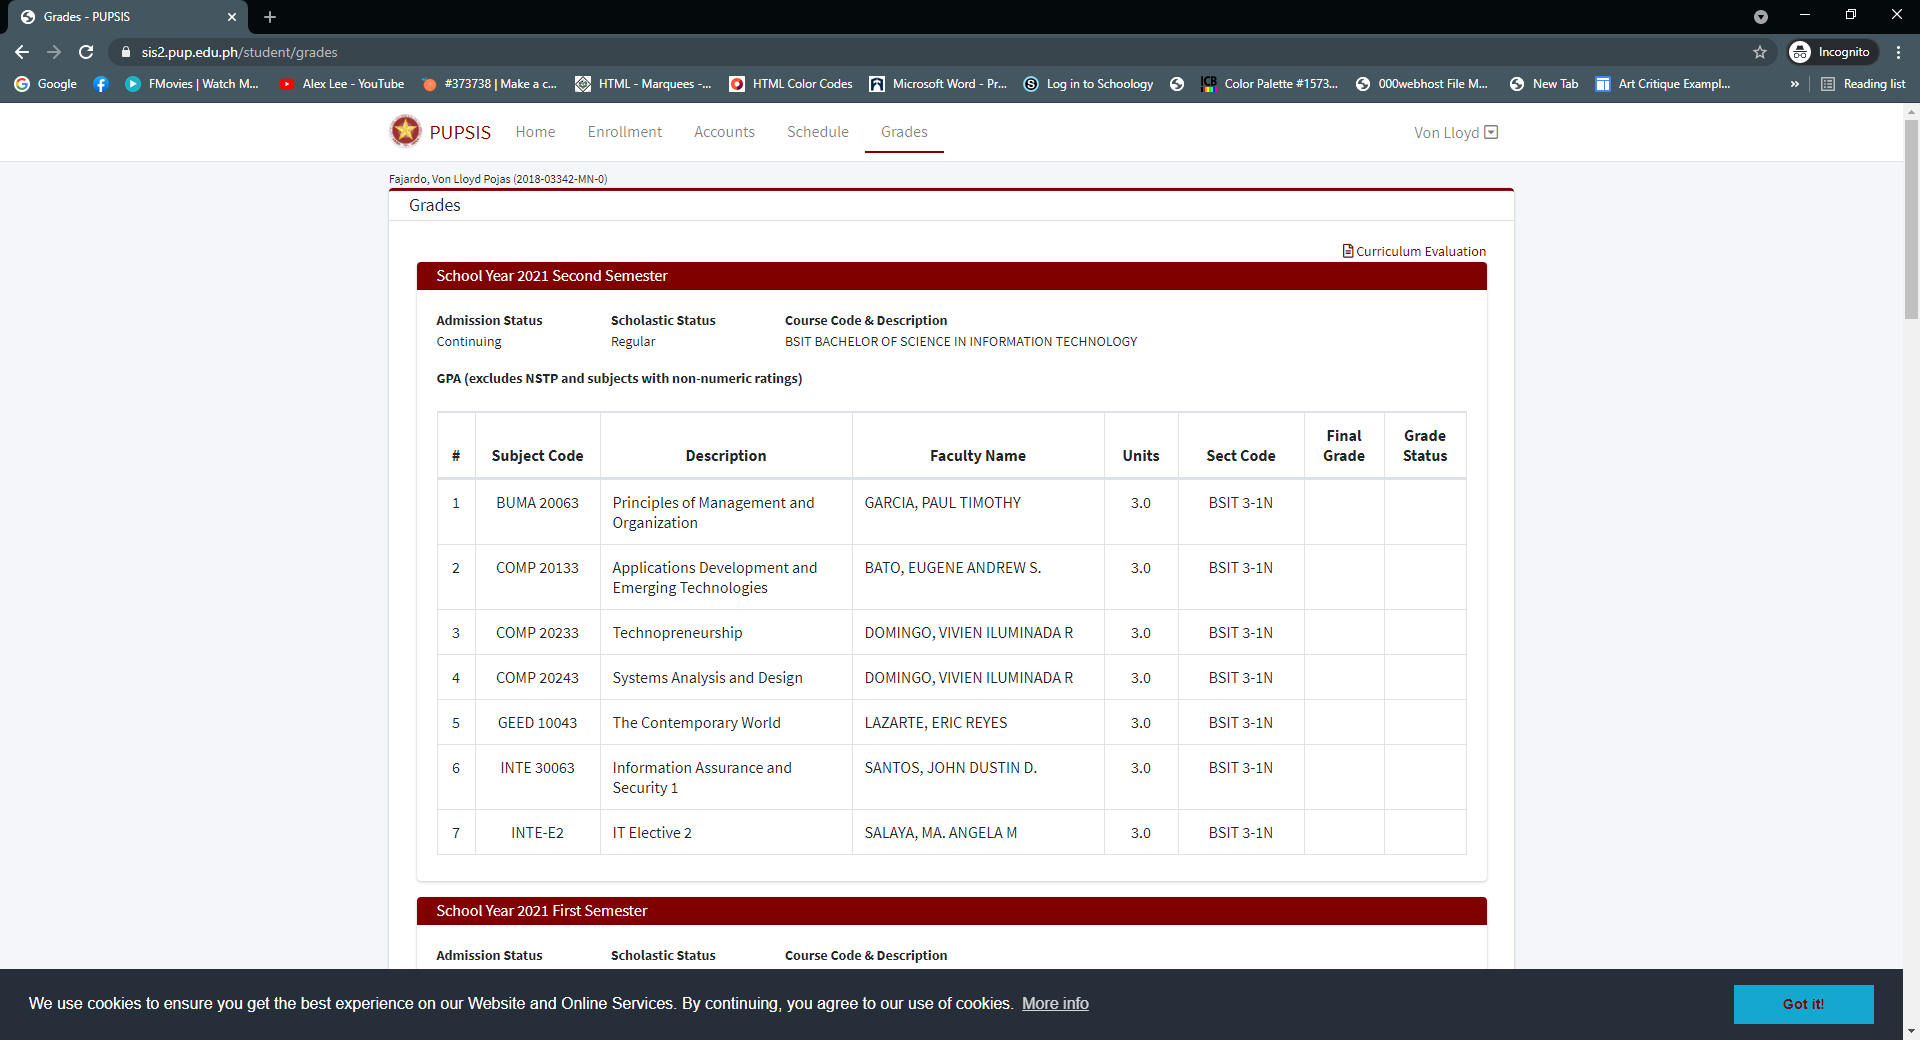 Grades - PUPSIS
sis2.pup.edu.ph/student/grades
Incognito
Google
FMovies | Watch M...
Alex Lee - YouTube
#373738 | Make a c...
HTML - Marquees -...
HTML Color Codes
Microsoft Word - Pr...
Log in to Schoology
ICB
Color Palette #1573...
000webhost File M...
New Tab
Art Critique Exampl...
»
Reading list
PUPSIS Home Enrollment Accounts Schedule Grades Von Lloyd
Fajardo, Von Lloyd Pojas (2018-03342-MN-0)
Grades
Curriculum Evaluation
School Year 2021 Second Semester
Admission Status Scholastic Status Course Code & Description
Continuing Regular BSIT BACHELOR OF SCIENCE IN INFORMATION TECHNOLOGY
GPA (excludes NSTP and subjects with non-numeric ratings)
# Subject Code Description Faculty Name Units Sect Code Final Grade Grade Status
1 BUMA 20063 Principles of Management and Organization GARCIA, PAUL TIMOTHY 3.0 BSIT 3-1N
2 COMP 20133 Applications Development and Emerging Technologies BATO, EUGENE ANDREW S. 3.0 BSIT 3-1N
3 COMP 20233 Technopreneurship DOMINGO, VIVIEN ILUMINADA R 3.0 BSIT 3-1N
4 COMP 20243 Systems Analysis and Design DOMINGO, VIVIEN ILUMINADA R 3.0 BSIT 3-1N
5 GEED 10043 The Contemporary World LAZARTE, ERIC REYES 3.0 BSIT 3-1N
6 INTE 30063 Information Assurance and Security 1 SANTOS, JOHN DUSTIN D. 3.0 BSIT 3-1N
7 INTE-E2 IT Elective 2 SALAYA, MA. ANGELA M 3.0 BSIT 3-1N
School Year 2021 First Semester
Admission Status Scholastic Status Course Code & Description
We use cookies to ensure you get the best experience on our Website and Online Services. By continuing, you agree to our use of cookies. More info
Got it!